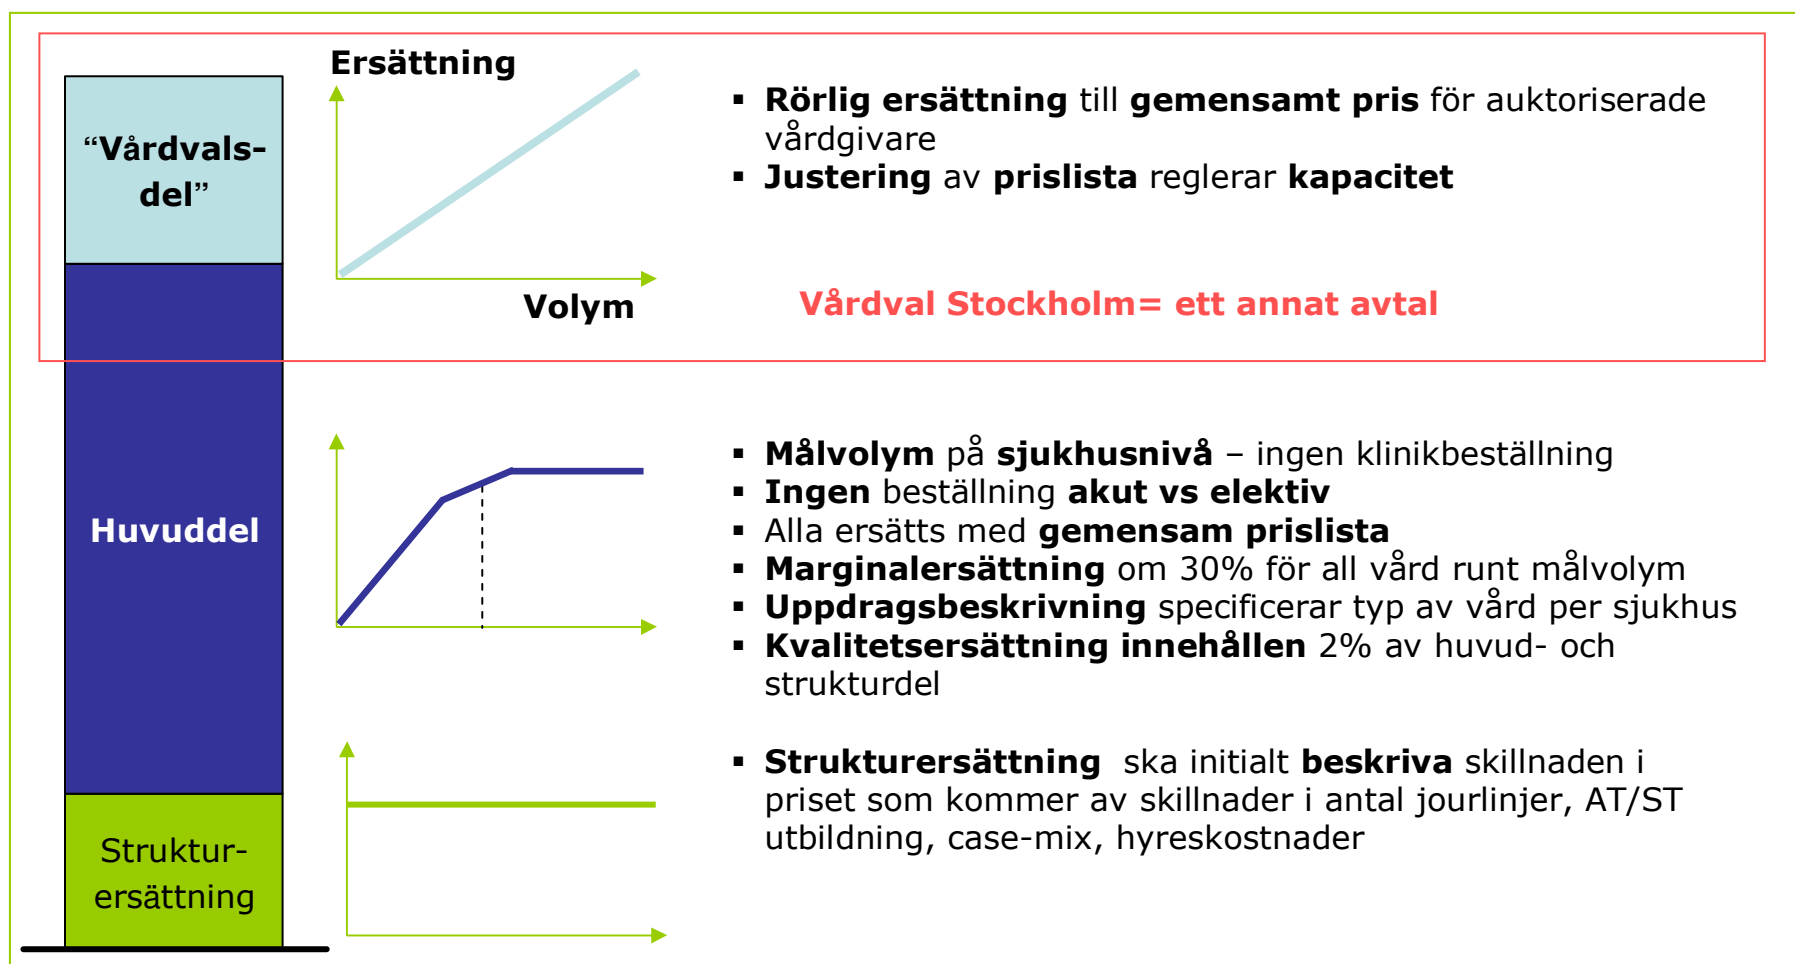 “Vårdvals-
del”
Huvuddel
Struktur-
ersättning
Ersättning
Volym
▪ Rörlig ersättning till gemensamt pris för auktoriserade
vårdgivare
▪ Justering av prislista reglerar kapacitet
Vårdval Stockholm= ett annat avtal
▪ Målvolym på sjukhusnivå – ingen klinikbeställning
▪ Ingen beställning akut vs elektiv
▪ Alla ersätts med gemensam prislista
▪ Marginalersättning om 30% för all vård runt målvolym
▪ Uppdragsbeskrivning specificerar typ av vård per sjukhus
▪ Kvalitetsersättning innehållen 2% av huvud- och
strukturdel
▪ Strukturersättning ska initialt beskriva skillnaden i
priset som kommer av skillnader i antal jourlinjer, AT/ST
utbildning, case-mix, hyreskostnader